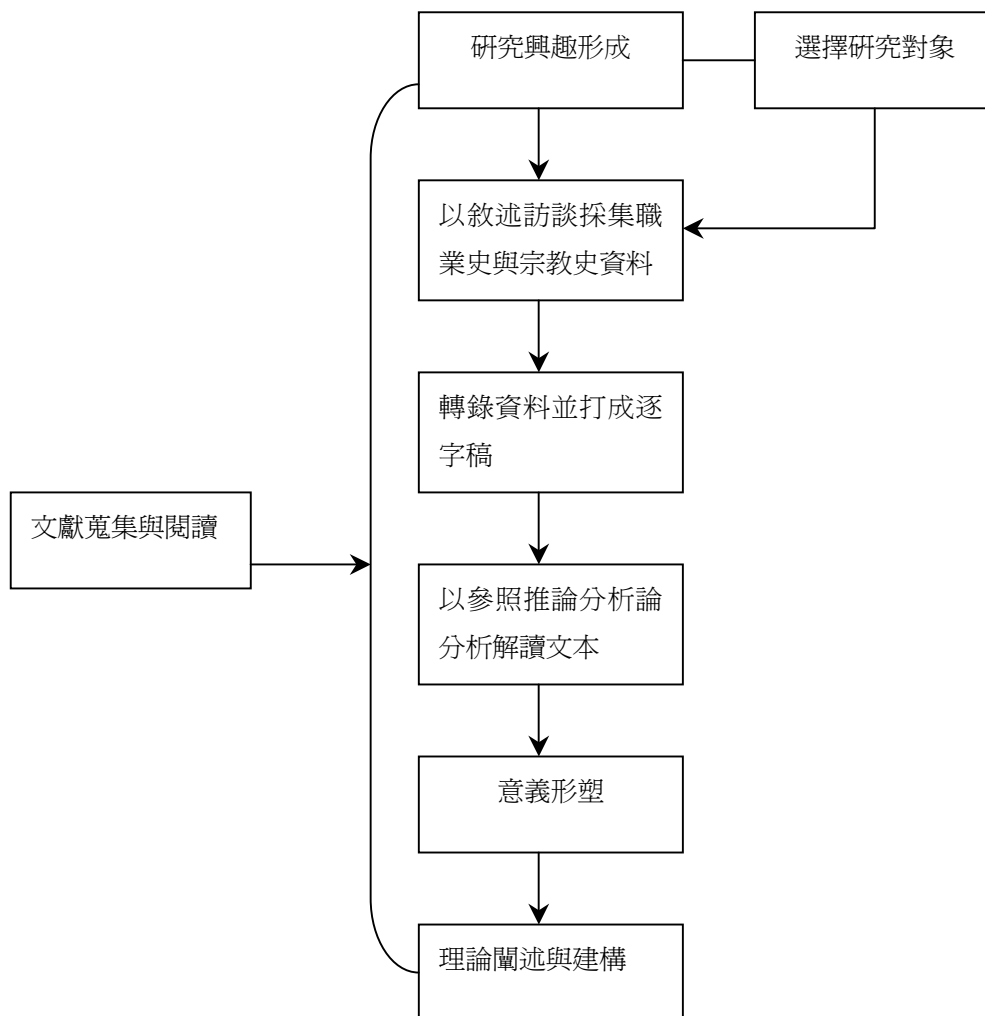 研究興趣形成
選擇研究對象
以敘述訪談採集職
業史與宗教史資料
轉錄資料並打成逐
字稿
文獻蒐集與閱讀
以參照推論分析論
分析解讀文本
意義形塑
理論闡述與建構